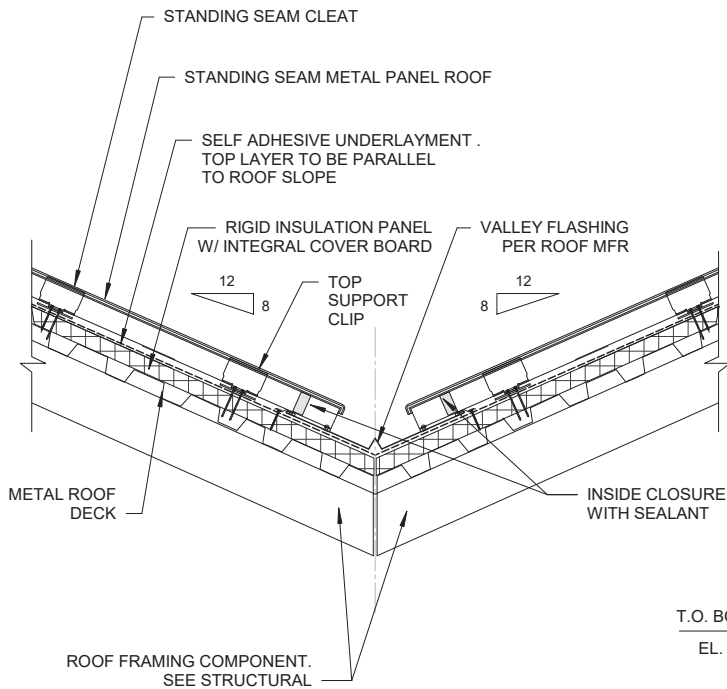 STANDING SEAM CLEAT
STANDING SEAM METAL PANEL ROOF
SELF ADHESIVE UNDERLAYMENT .
TOP LAYER TO BE PARALLEL
TO ROOF SLOPE
RIGID INSULATION PANEL
W/ INTEGRAL COVER BOARD
VALLEY FLASHING
PER ROOF MFR
12
8
TOP
SUPPORT
CLIP
12
8
METAL ROOF
DECK
INSIDE CLOSURE
WITH SEALANT
T.O.
EL.
ROOF FRAMING COMPONENT.
SEE STRUCTURAL